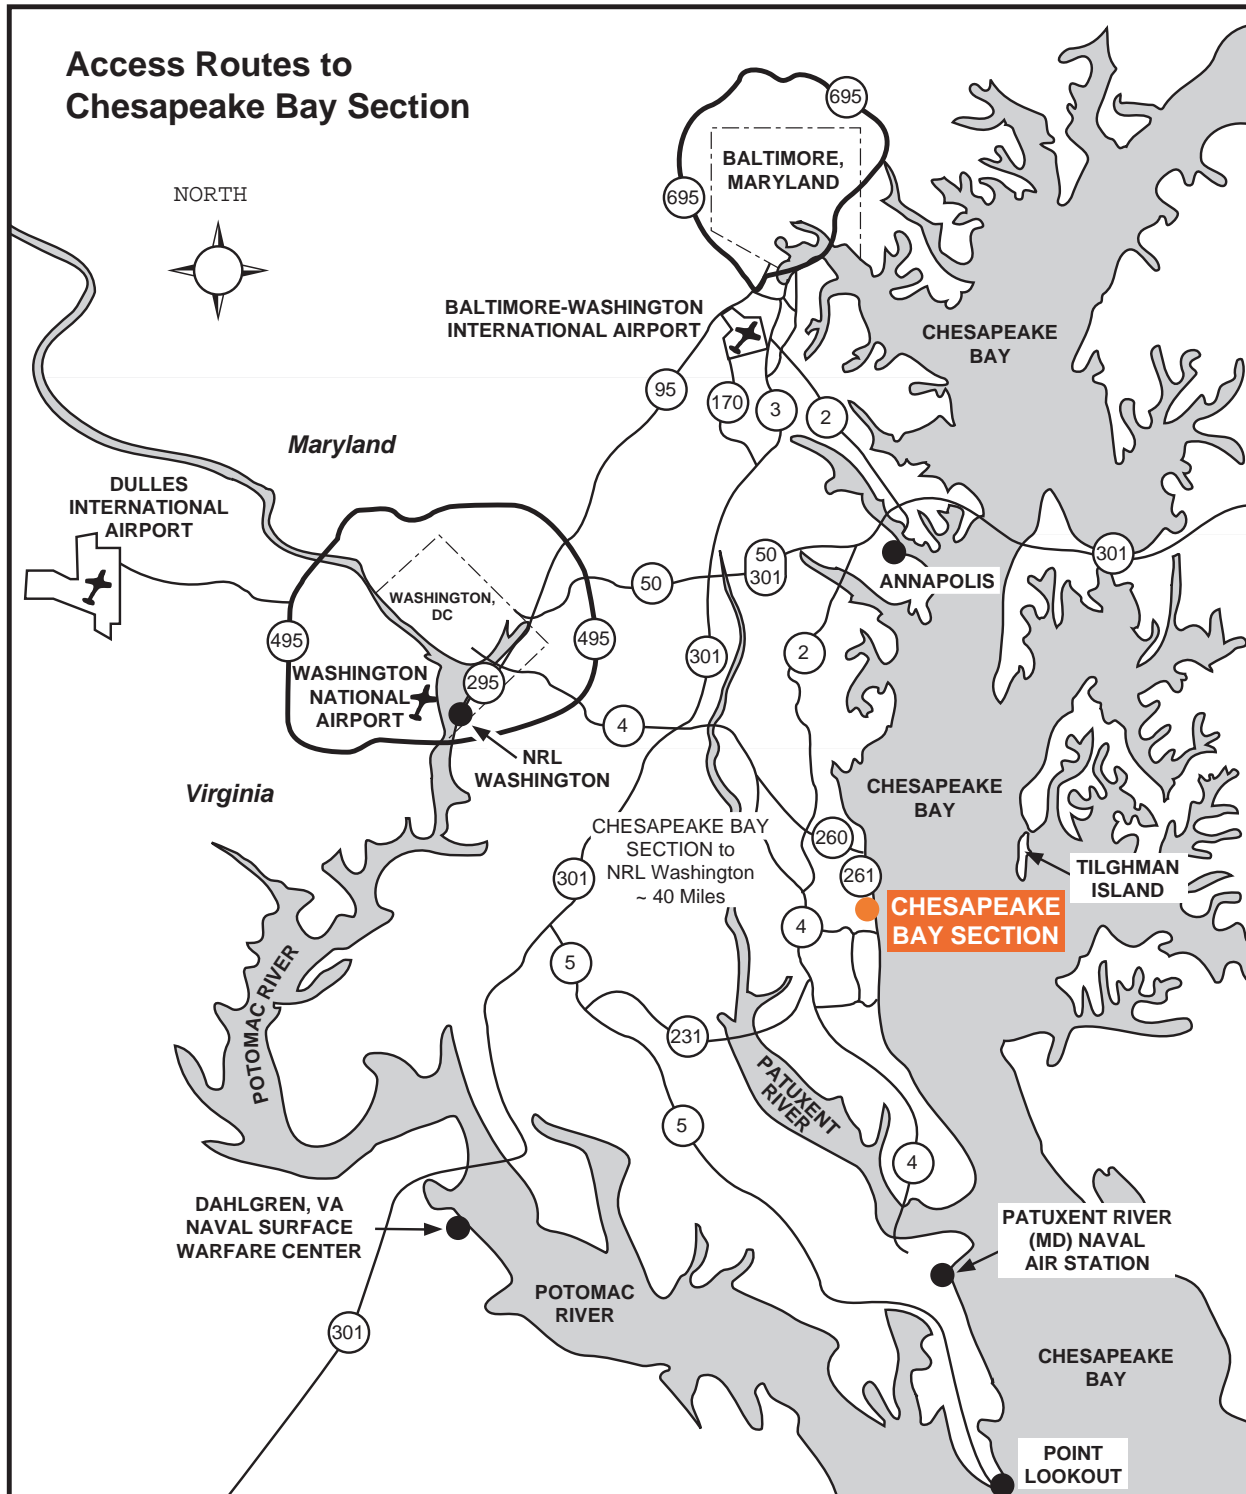 Access Routes to
Chesapeake Bay Section
NORTH
695
BALTIMORE,
MARYLAND
695
BALTIMORE-WASHINGTON
INTERNATIONAL AIRPORT
CHESAPEAKE
BAY
95
170
3
2
Maryland
DULLES
INTERNATIONAL
AIRPORT
50
301
301
ANNAPOLIS
50
WASHINGTON,
DC
495
495
301
2
WASHINGTON
NATIONAL
AIRPORT
295
4
NRL
WASHINGTON
Virginia
CHESAPEAKE
BAY
CHESAPEAKE BAY
SECTION to
NRL Washington
~ 40 Miles
260
261
301
TILGHMAN
ISLAND
CHESAPEAKE
BAY SECTION
4
5
POTOMAC RIVER
231
PATUXENT
RIVER
5
4
DAHLGREN, VA
NAVAL SURFACE
WARFARE CENTER
PATUXENT RIVER
(MD) NAVAL
AIR STATION
POTOMAC
RIVER
301
CHESAPEAKE
BAY
POINT
LOOKOUT